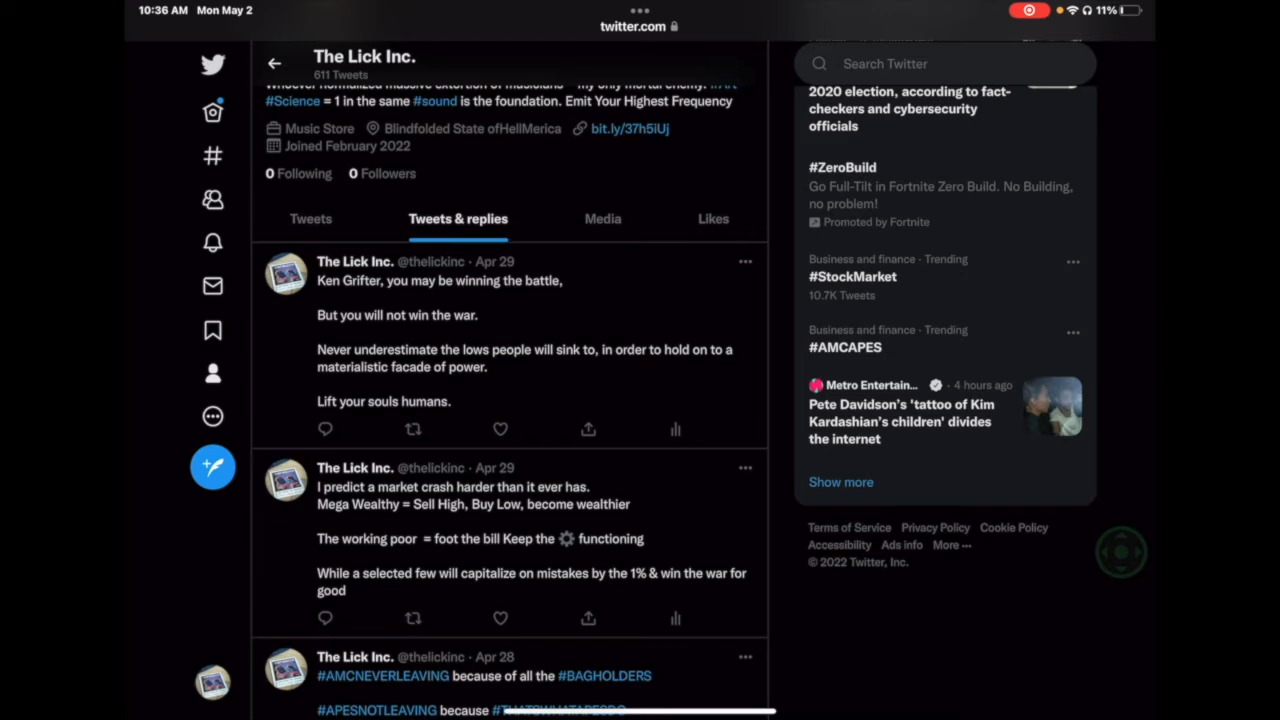 10:36 AM Mon May 2
11%
twitter.com
The Lick Inc.
611 Tweets
Whoever normalized massive extortion of musicians my only mortal enemy. #Art
#Science = 1 in the same #sound is the foundation. Emit Your Highest Frequency
Music Store Blindfolded State ofHellMerica bit.ly/37h5iUj
Joined February 2022
0 Following 0 Followers
Tweets Tweets & replies Media Likes
The Lick Inc. @thelickinc · Apr 29
Ken Grifter, you may be winning the battle,
But you will not win the war.
Never underestimate the lows people will sink to, in order to hold on to a
materialistic facade of power.
Lift your souls humans.
The Lick Inc. @thelickinc · Apr 29
I predict a market crash harder than it ever has.
Mega Wealthy = Sell High, Buy Low, become wealthier
The working poor = foot the bill Keep the ⚙️ functioning
While a selected few will capitalize on mistakes by the 1% & win the war for
good
The Lick Inc. @thelickinc · Apr 28
#AMCNEVERLEAVING because of all the #BAGHOLDERS
#APESNOTLEAVING because #THATSWHATAPESDO
Search Twitter
2020 election, according to fact-
checkers and cybersecurity
officials
#ZeroBuild
Go Full-Tilt in Fortnite Zero Build. No Building,
no problem!
Promoted by Fortnite
Business and finance · Trending
#StockMarket
10.7K Tweets
Business and finance · Trending
#AMCAPES
Metro Entertain... · 4 hours ago
Pete Davidson's 'tattoo of Kim
Kardashian's children' divides
the internet
Show more
Terms of Service Privacy Policy Cookie Policy
Accessibility Ads info More ···
© 2022 Twitter, Inc.